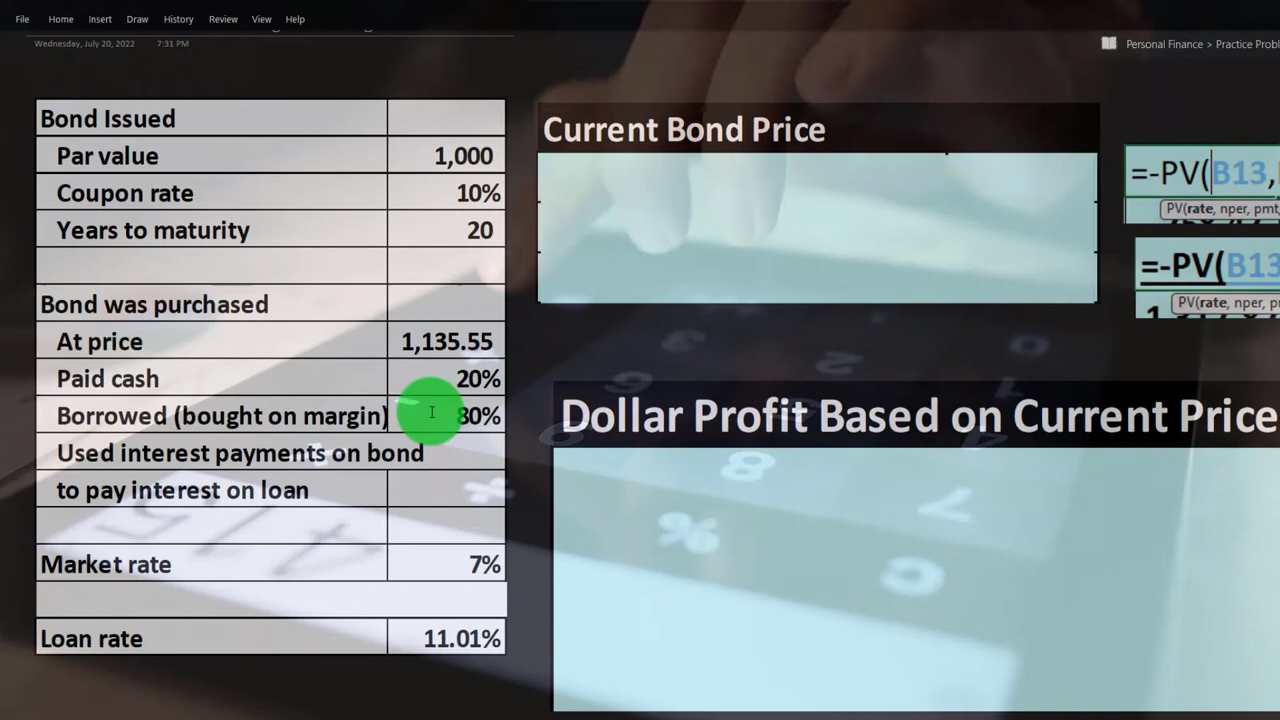 File Home Insert Draw History Review View Help
Wednesday, July 20, 2022 7:31 PM
Personal Finance > Practice Probl
Bond Issued
Par value 1,000
Coupon rate 10%
Years to maturity 20
Bond was purchased
At price 1,135.55
Paid cash 20%
Borrowed (bought on margin) 80%
Used interest payments on bond
to pay interest on loan
Market rate 7%
Loan rate 11.01%
Current Bond Price
=-PV(B13,
PV(rate, nper, pmt,
=-PV(B13
PV(rate, nper, p
Dollar Profit Based on Current Price